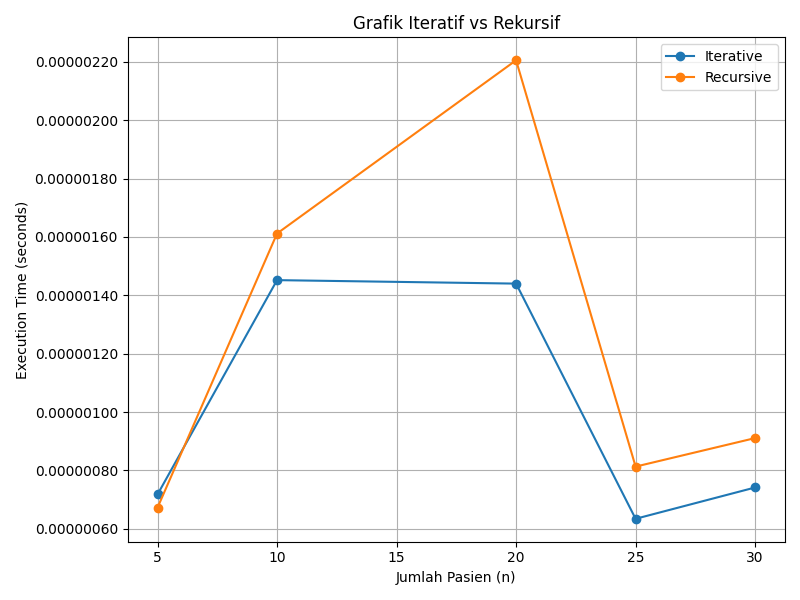 Grafik Iteratif vs Rekursif
Iterative
Recursive
Execution Time (seconds)
0.00000220
0.00000200
0.00000180
0.00000160
0.00000140
0.00000120
0.00000100
0.00000080
0.00000060
5 10 15 20 25 30
Jumlah Pasien (n)